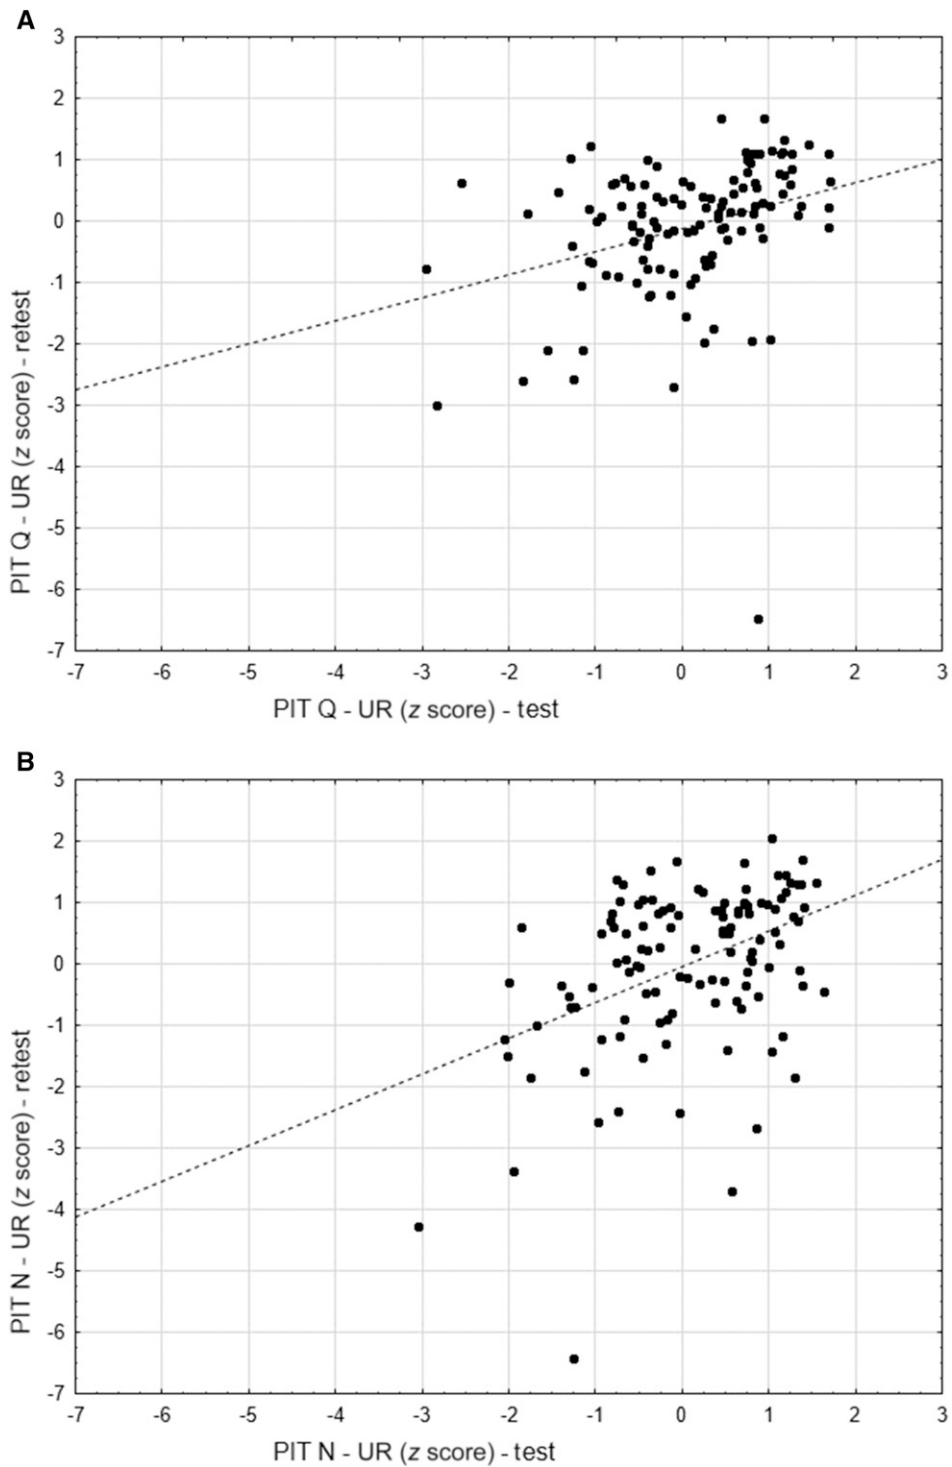 A
3
2
1
0
-1
-2
-3
-4
-5
-6
-7
PIT Q - UR (z score) - retest
-7 -6 -5 -4 -3 -2 -1 0 1 2 3
PIT Q - UR (z score) - test
B
3
2
1
0
-1
-2
-3
-4
-5
-6
-7
PIT N - UR (z score) - retest
-7 -6 -5 -4 -3 -2 -1 0 1 2 3
PIT N - UR (z score) - test